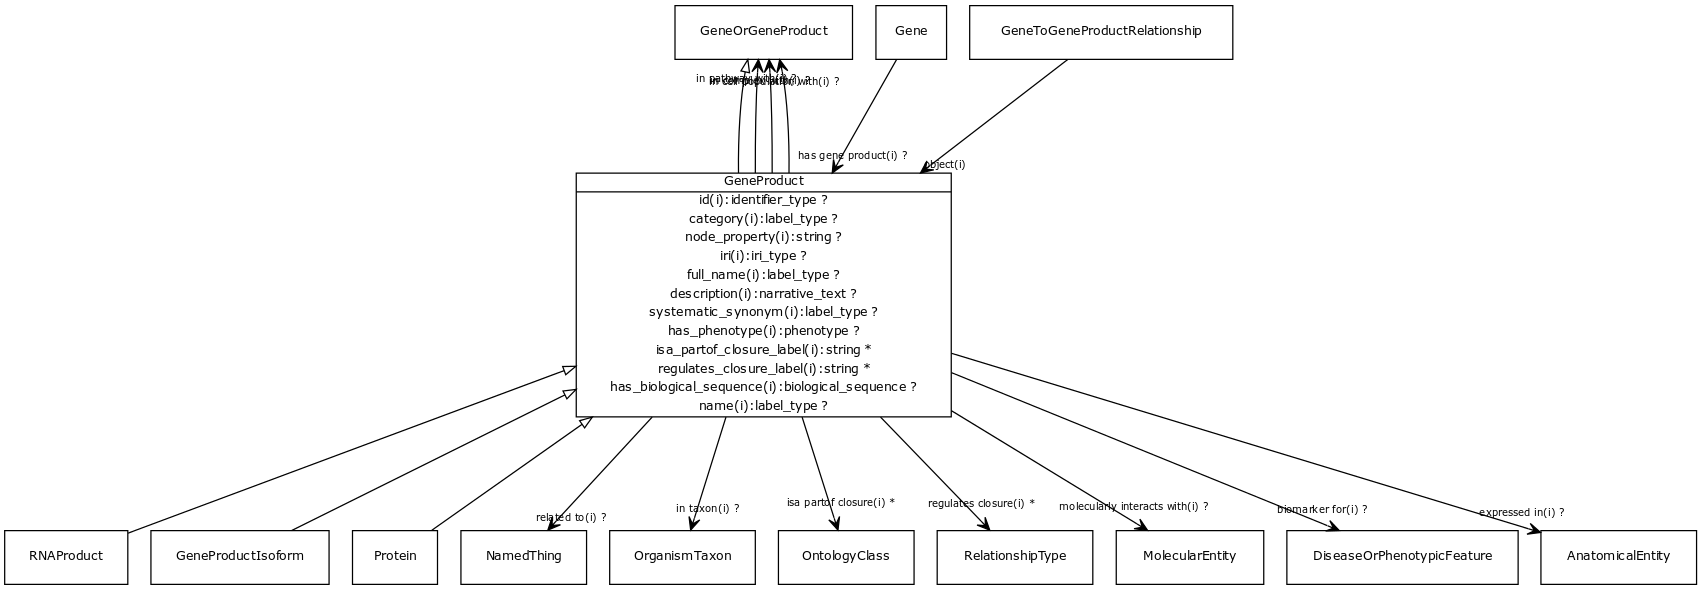 GeneOrGeneProduct
Gene
GeneToGeneProductRelationship
in pathway with(i) ?
in cell population with(i) ?
has gene product(i) ?
object(i)
GeneProduct
id(i):identifier_type ?
category(i):label_type ?
node_property(i):string ?
iri(i):iri_type ?
full_name(i):label_type ?
description(i):narrative_text ?
systematic_synonym(i):label_type ?
has_phenotype(i):phenotype ?
isa_partof_closure_label(i):string *
regulates_closure_label(i):string *
has_biological_sequence(i):biological_sequence ?
name(i):label_type ?
related to(i) ?
in taxon(i) ?
isa partof closure(i) *
regulates closure(i) *
molecularly interacts with(i) ?
biomarker for(i) ?
expressed in(i) ?
RNAProduct
GeneProductIsoform
Protein
NamedThing
OrganismTaxon
OntologyClass
RelationshipType
MolecularEntity
DiseaseOrPhenotypicFeature
AnatomicalEntity